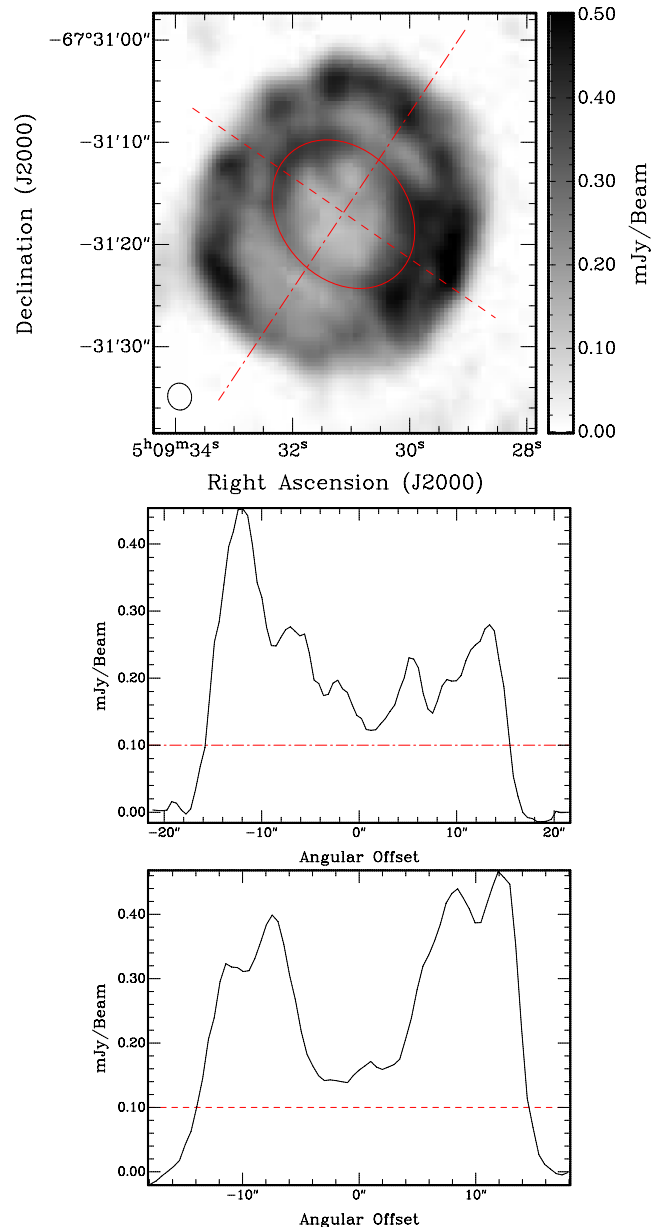 0.50
−67°31′00″
0.40
−31′10″
0.30
Declination (J2000)
mJy/Beam
−31′20″
0.20
−31′30″
0.10
0.00
5ʰ09ᵐ34ˢ 32ˢ 30ˢ 28ˢ
Right Ascension (J2000)
0.40
0.30
mJy/Beam
0.20
0.10
0.00
−20″ −10″ 0″ 10″ 20″
Angular Offset
0.40
0.30
mJy/Beam
0.20
0.10
0.00
−10″ 0″ 10″
Angular Offset